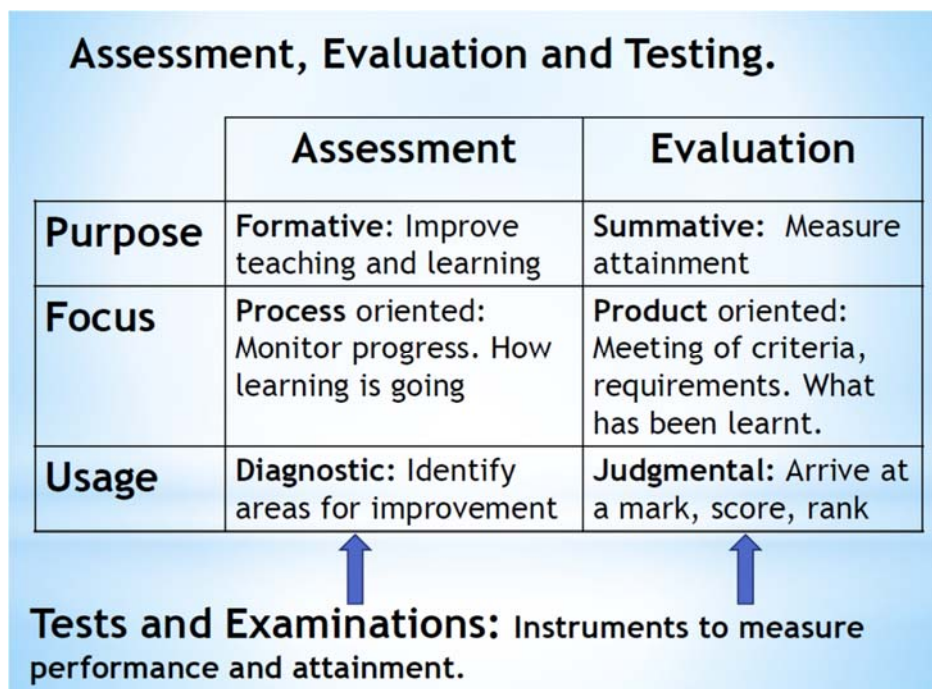 Assessment, Evaluation and Testing.
Assessment
Evaluation
Purpose
Formative: Improve
teaching and learning
Summative: Measure
attainment
Focus
Process oriented:
Monitor progress. How
learning is going
Product oriented:
Meeting of criteria,
requirements. What
has been learnt.
Usage
Diagnostic: Identify
areas for improvement
Judgmental: Arrive at
a mark, score, rank
Tests and Examinations: Instruments to measure
performance and attainment.